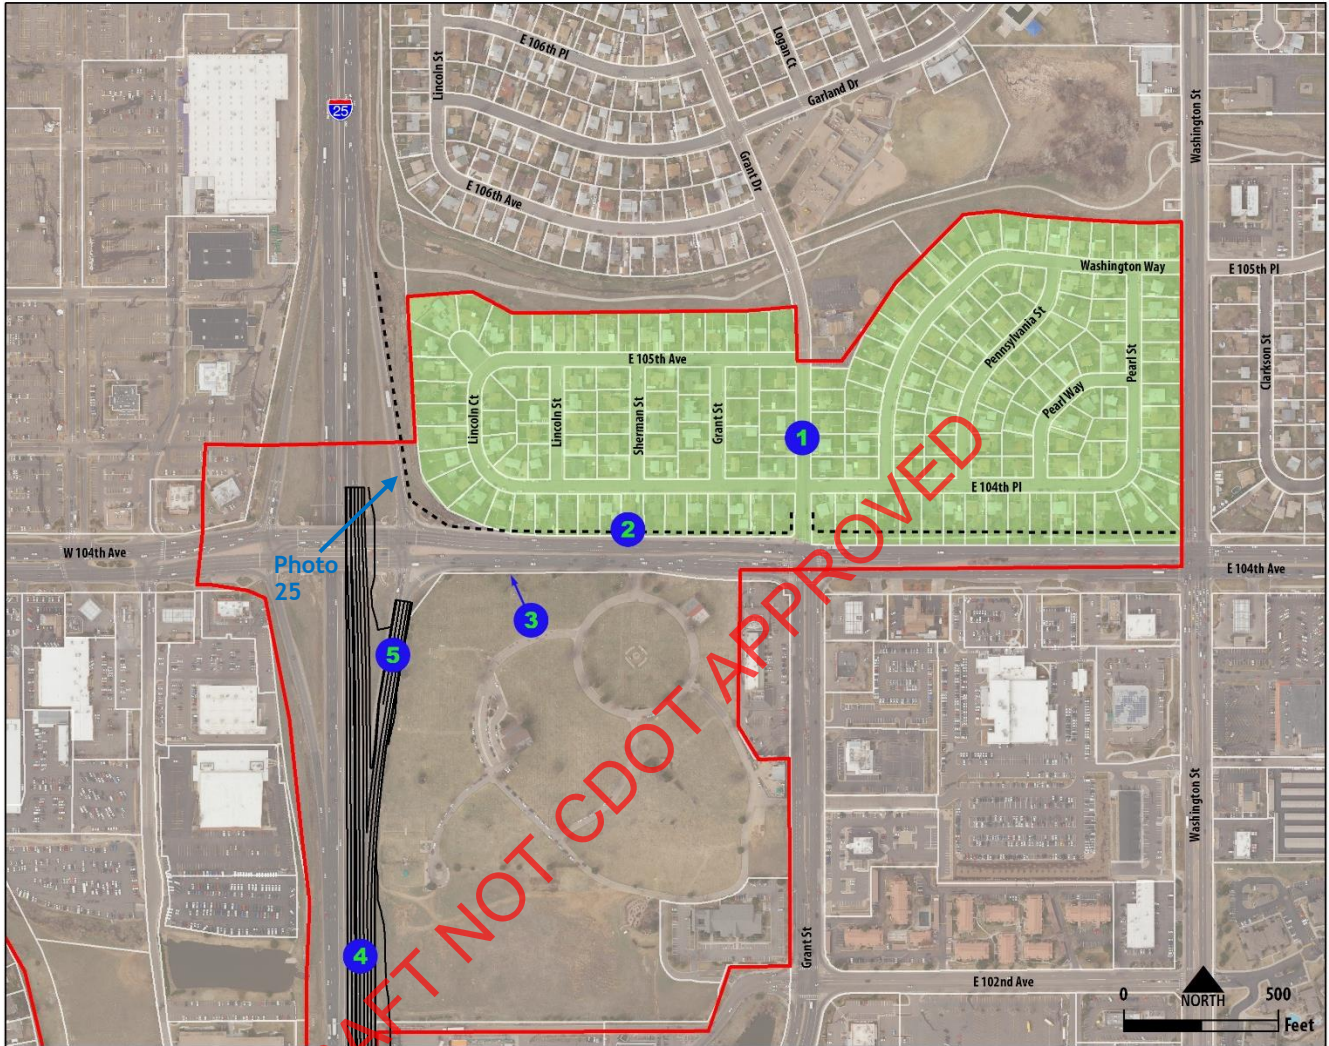 E 106th Pl
Lincoln St
Logan Ct
Garland Dr
Washington St
25
Grant Dr
E 106th Ave
Washington Way
E 105th Pl
Pennsylvania St
E 105th Ave
Pearl St
Clarkson St
Pearl Way
Lincoln Ct
Lincoln St
Sherman St
Grant St
1
E 104th Pl
2
W 104th Ave
Photo
25
E 104th Ave
3
5
Washington St
4
Grant St
E 102nd Ave
AFT NOT CDOT APPROVED
0
NORTH
500
Feet